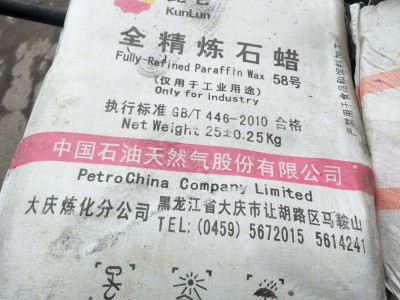 KunLun
全精炼石蜡
Fully-Refined Paraffin Wax 58号
(仅用于工业用途)
Only for industry
执行标准 GB/T 446-2010 合格
Net Weight 25±0.25Kg
中国石油天然气股份有限公司
PetroChina Company Limited
大庆炼化分公司 黑龙江省大庆市让胡路区马鞍山
TEL: (0459) 5672015 5614241